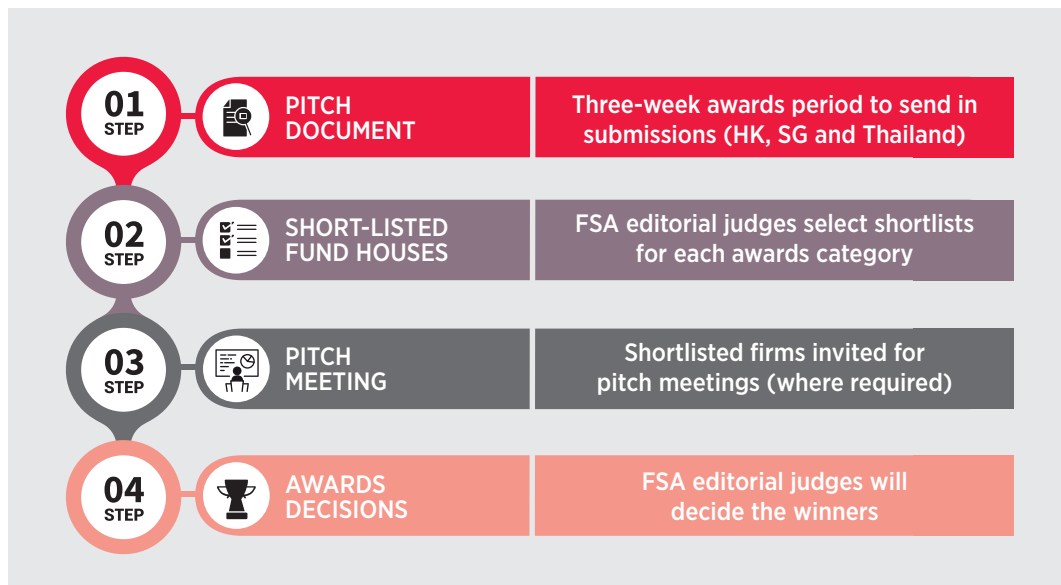 01
STEP
PITCH
DOCUMENT
Three-week awards period to send in
submissions (HK, SG and Thailand)
02
STEP
SHORT-LISTED
FUND HOUSES
FSA editorial judges select shortlists
for each awards category
03
STEP
PITCH
MEETING
Shortlisted firms invited for
pitch meetings (where required)
04
STEP
AWARDS
DECISIONS
FSA editorial judges will
decide the winners